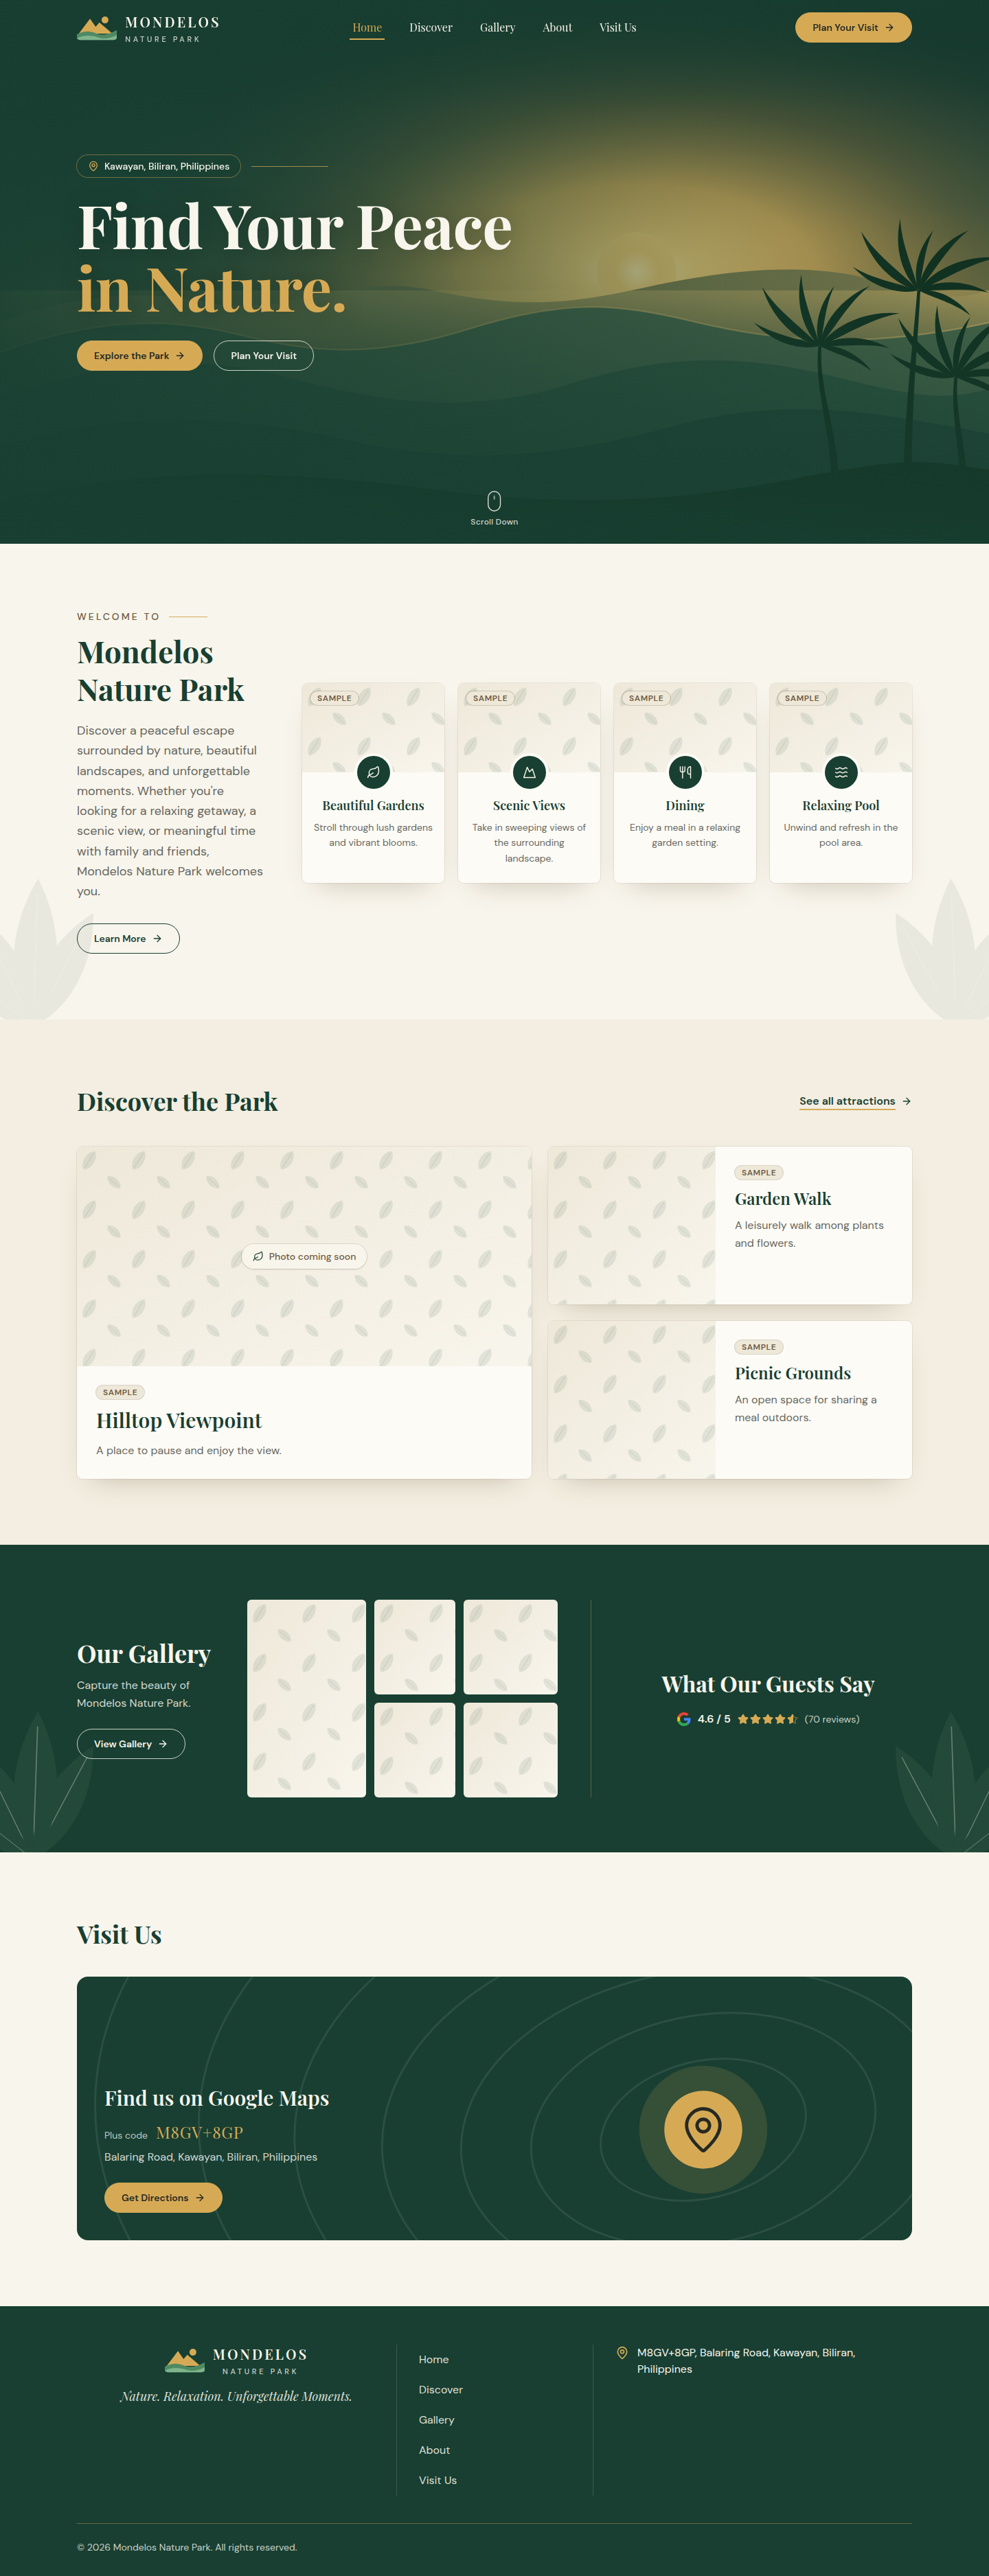 MONDELOS
NATURE PARK
Home
Discover
Gallery
About
Visit Us
Plan Your Visit
Kawayan, Biliran, Philippines
Find Your Peace
in Nature.
Explore the Park
Plan Your Visit
Scroll Down
WELCOME TO
Mondelos
Nature Park
Discover a peaceful escape
surrounded by nature, beautiful
landscapes, and unforgettable
moments. Whether you're
looking for a relaxing getaway, a
scenic view, or meaningful time
with family and friends,
Mondelos Nature Park welcomes
you.
Learn More
SAMPLE
Beautiful Gardens
Stroll through lush gardens
and vibrant blooms.
SAMPLE
Scenic Views
Take in sweeping views of
the surrounding
landscape.
SAMPLE
Dining
Enjoy a meal in a relaxing
garden setting.
SAMPLE
Relaxing Pool
Unwind and refresh in the
pool area.
Discover the Park
See all attractions
Photo coming soon
SAMPLE
Hilltop Viewpoint
A place to pause and enjoy the view.
SAMPLE
Garden Walk
A leisurely walk among plants
and flowers.
SAMPLE
Picnic Grounds
An open space for sharing a
meal outdoors.
Our Gallery
Capture the beauty of
Mondelos Nature Park.
View Gallery
What Our Guests Say
4.6 / 5
(70 reviews)
Visit Us
Find us on Google Maps
Plus code M8GV+8GP
Balaring Road, Kawayan, Biliran, Philippines
Get Directions
MONDELOS
NATURE PARK
Nature. Relaxation. Unforgettable Moments.
Home
Discover
Gallery
About
Visit Us
M8GV+8GP, Balaring Road, Kawayan, Biliran,
Philippines
© 2026 Mondelos Nature Park. All rights reserved.